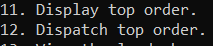 11. Display top order.
12. Dispatch top order.